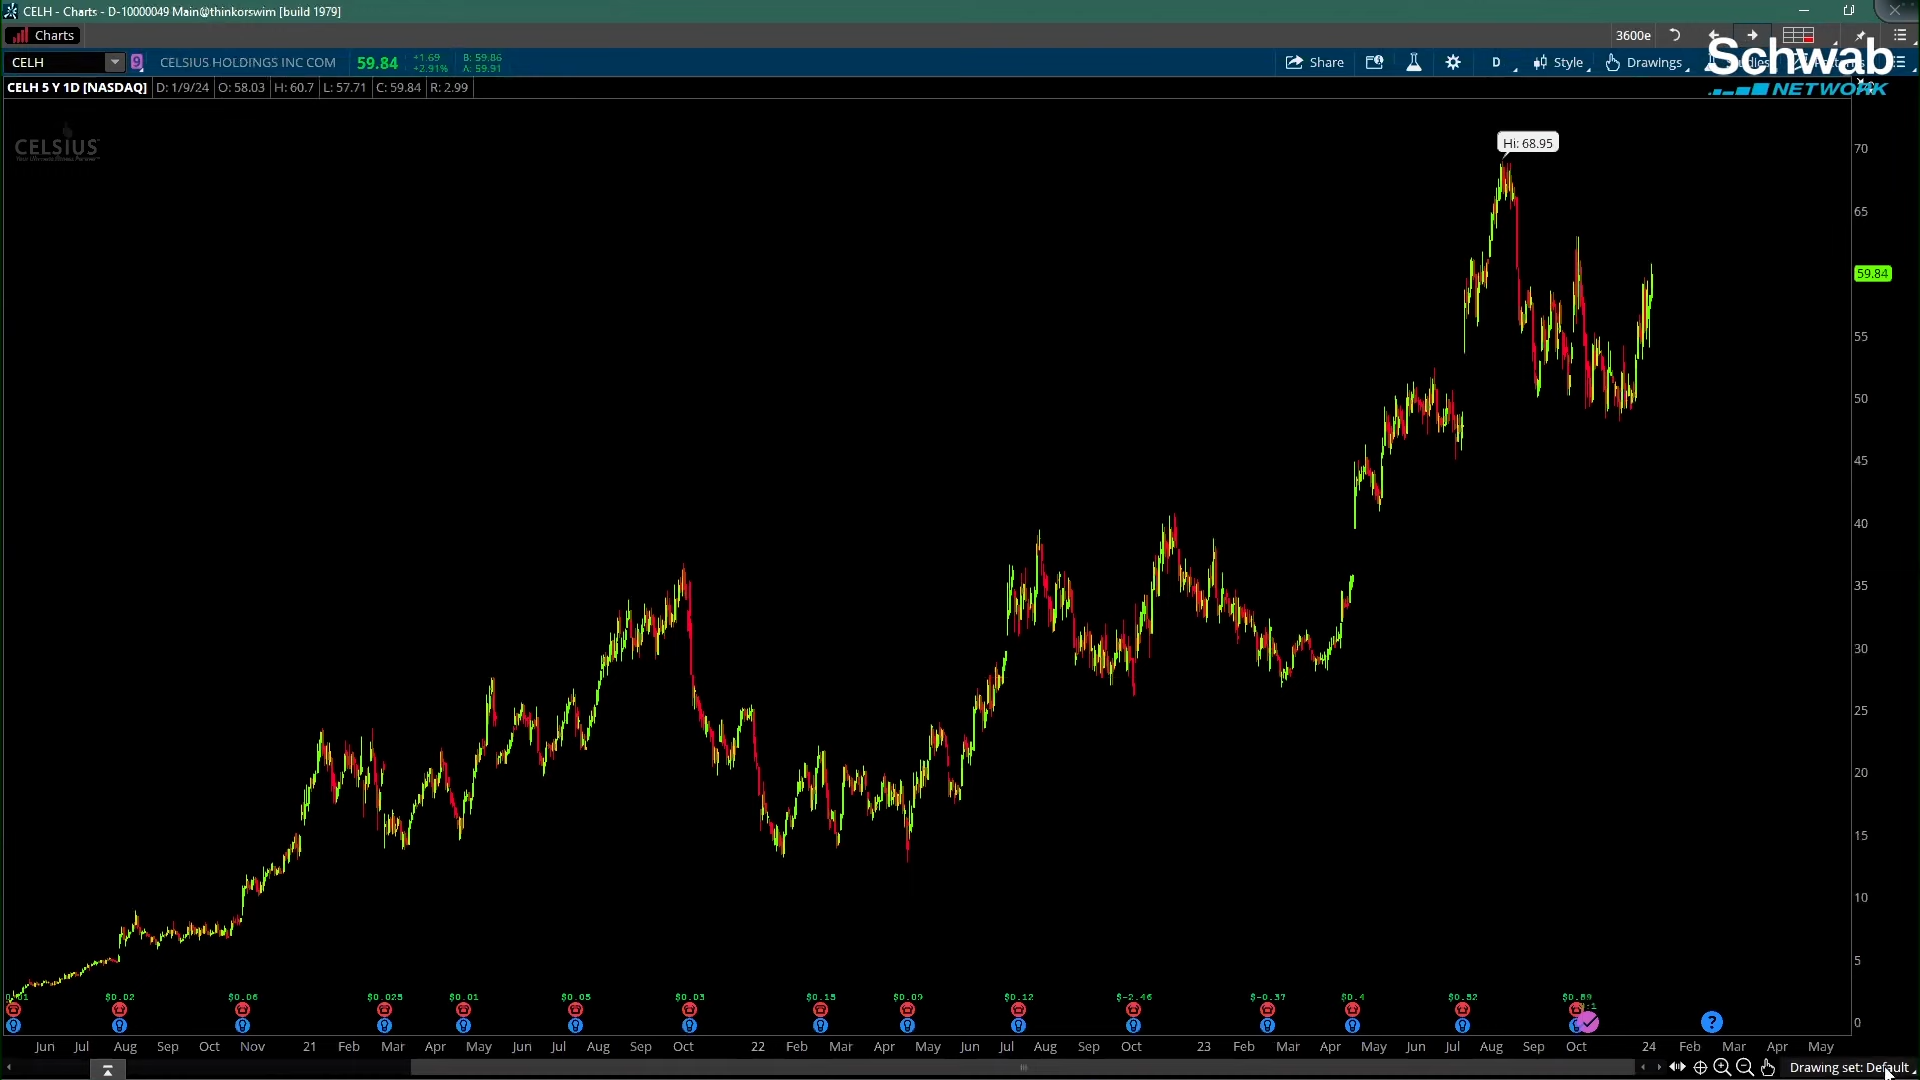 CELH - Charts - D-10000049 Main@thinkorswim [build 1979]
Charts
3600e
CELH
9
CELSIUS HOLDINGS INC COM
59.84
+1.69
+2.91%
B: 59.86
A: 59.91
Share
D
Style
Drawings
Schwab
NETWORK
CELH 5 Y 1D [NASDAQ]
D: 1/9/24
O: 58.03
H: 60.7
L: 57.71
C: 59.84
R: 2.99
CELSIUS
Hi: 68.95
70
65
59.84
55
50
45
40
35
30
25
20
15
10
5
0
$0.02
$0.06
$0.025
$0.01
$0.05
$0.03
$0.15
$0.09
$0.12
$-2.46
$-0.37
$0.4
$0.52
$0.89
?
Jun Jul Aug Sep Oct Nov 21 Feb Mar Apr May Jun Jul Aug Sep Oct 22 Feb Mar Apr May Jun Jul Aug Sep Oct 23 Feb Mar Apr May Jun Jul Aug Sep Oct 24 Feb Mar Apr May
Drawing set: Default